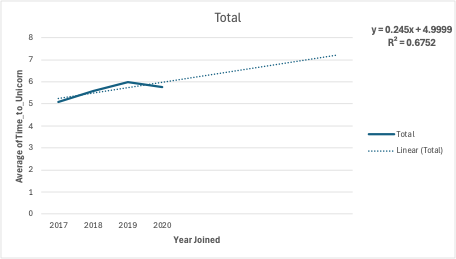 Total
y = 0.245x + 4.9999
R² = 0.6752
8
7
6
5
4
3
2
1
0
Average of Time_to_Unicorn
2017 2018 2019 2020
Year Joined
Total
Linear (Total)